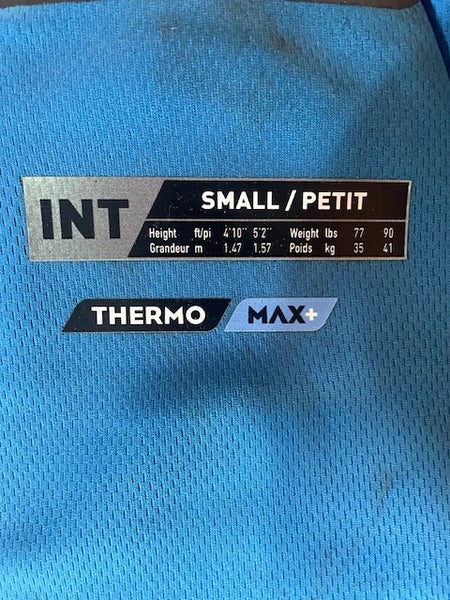 INT
SMALL / PETIT
Height ft/pi 4'10" 5'2" Weight lbs 77 90
Grandeur m 1.47 1.57 Poids kg 35 41
THERMO MAX+